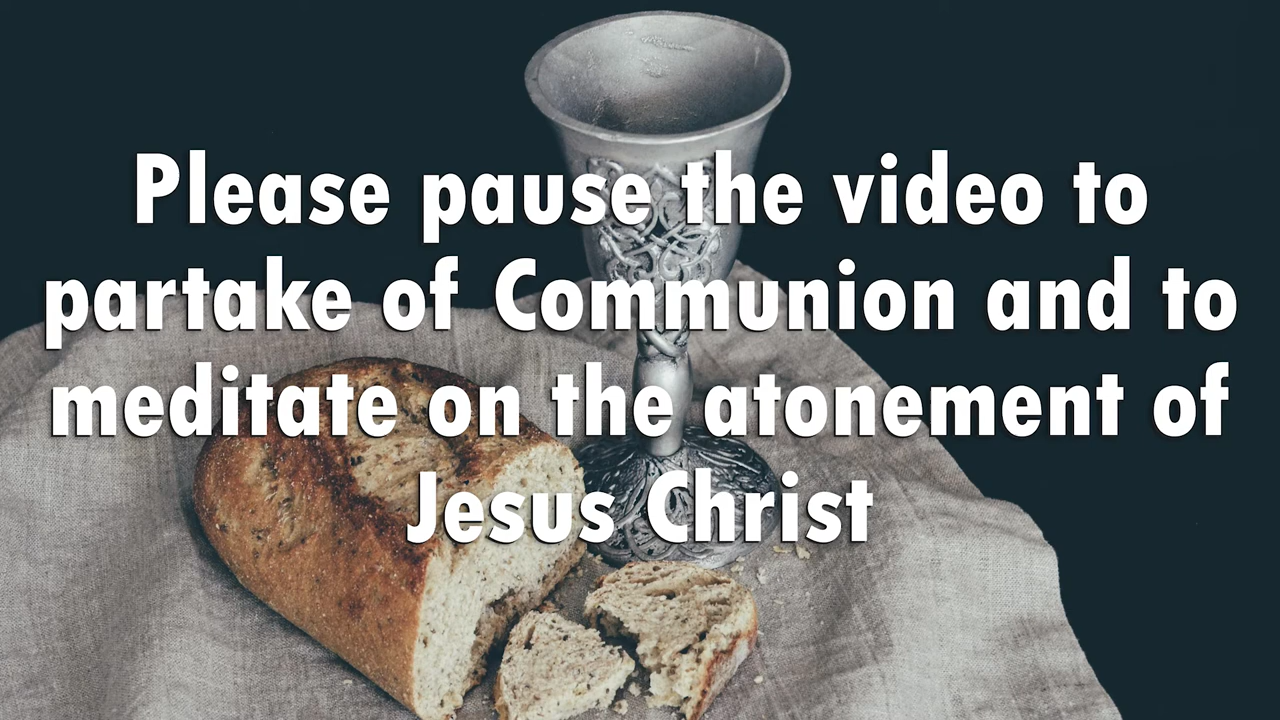 Please pause the video to
partake of Communion and to
meditate on the atonement of
Jesus Christ